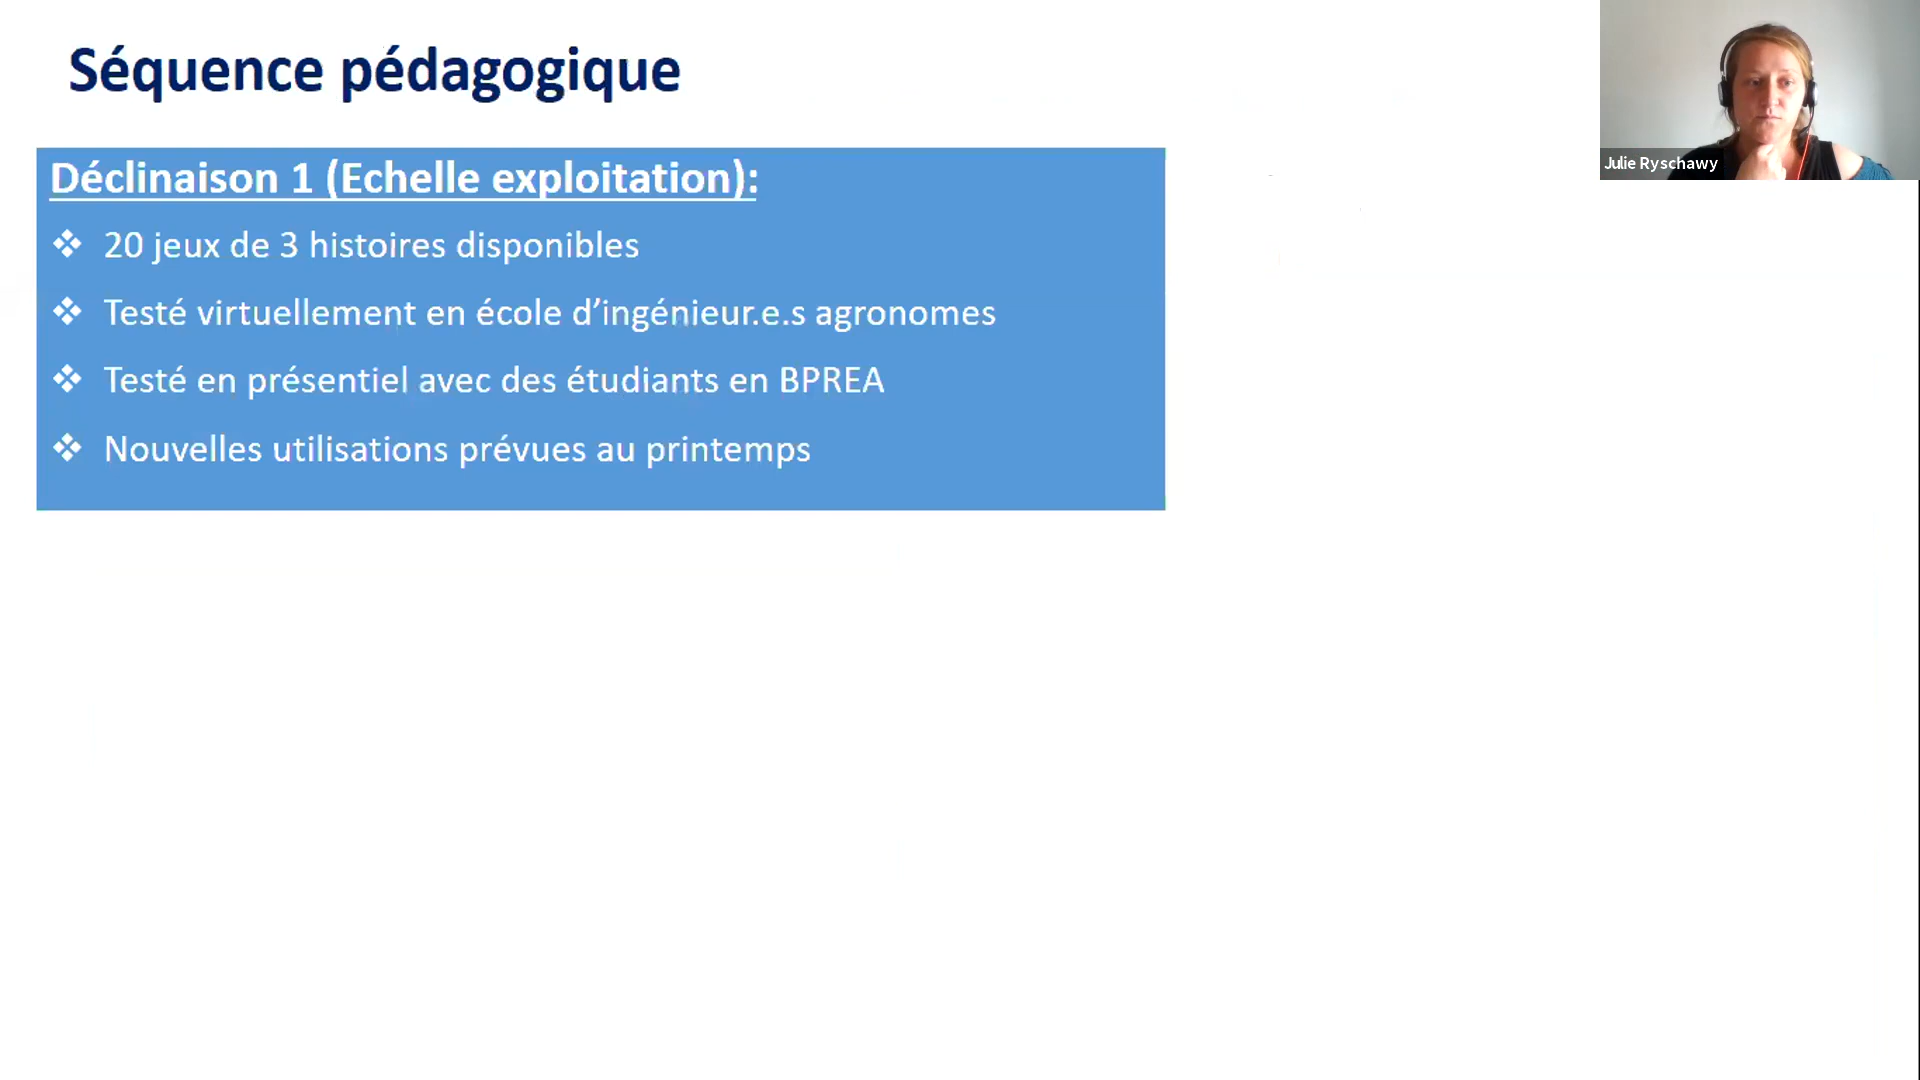 Séquence pédagogique
Julie Ryschawy
Déclinaison 1 (Echelle exploitation):
❖ 20 jeux de 3 histoires disponibles
❖ Testé virtuellement en école d’ingénieur.e.s agronomes
❖ Testé en présentiel avec des étudiants en BPREA
❖ Nouvelles utilisations prévues au printemps